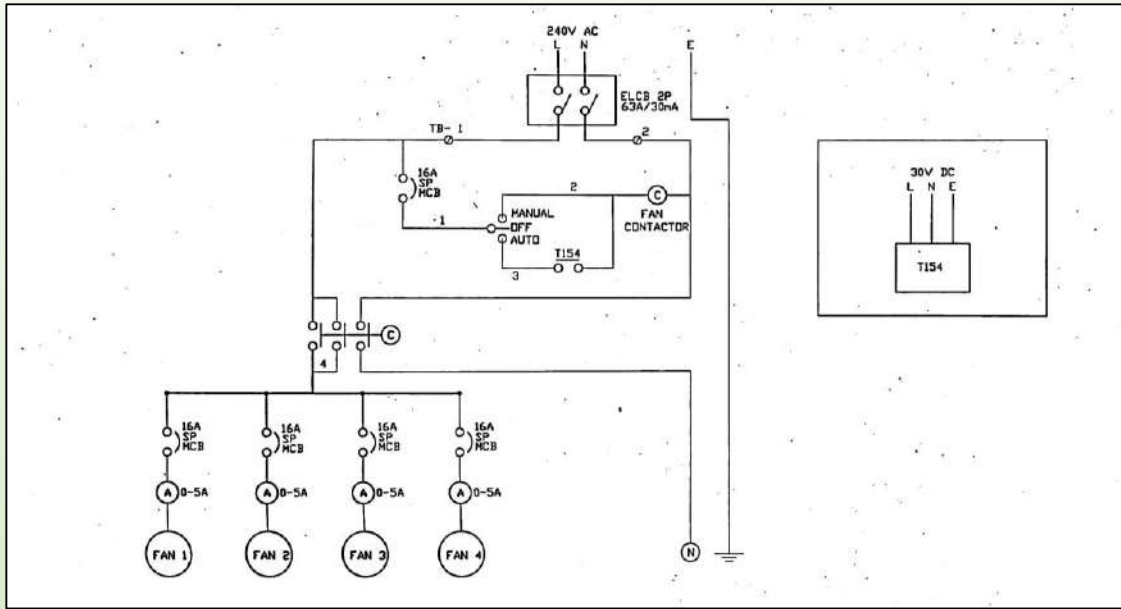 240V AC
L N E
ELCB 2P
63A/30mA
TB- 1
2
16A
SP
MCB
1
2
MANUAL
OFF
AUTO
C
FAN
CONTACTOR
T154
3
30V DC
L N E
T154
C
4
16A
SP
MCB
16A
SP
MCB
16A
SP
MCB
16A
SP
MCB
A 0-5A
A 0-5A
A 0-5A
A 0-5A
FAN 1
FAN 2
FAN 3
FAN 4
N